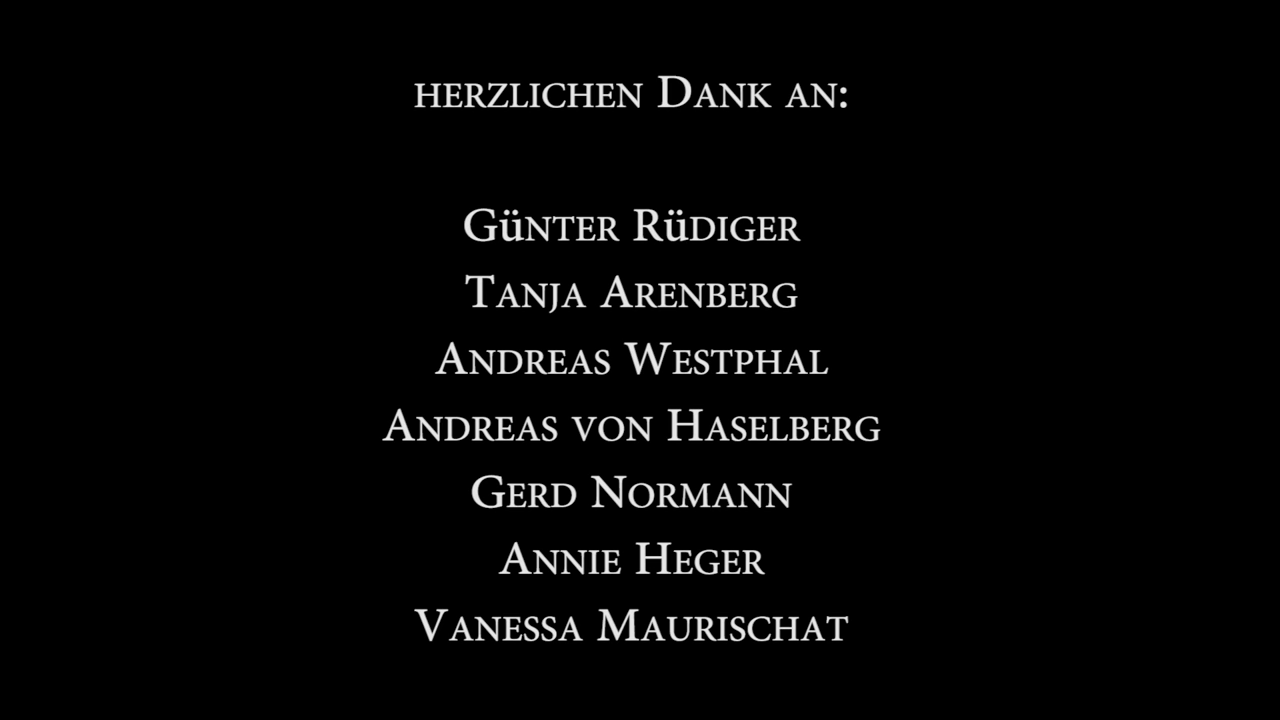 herzlichen Dank an:
Günter Rüdiger
Tanja Arenberg
Andreas Westphal
Andreas von Haselberg
Gerd Normann
Annie Heger
Vanessa Maurischat